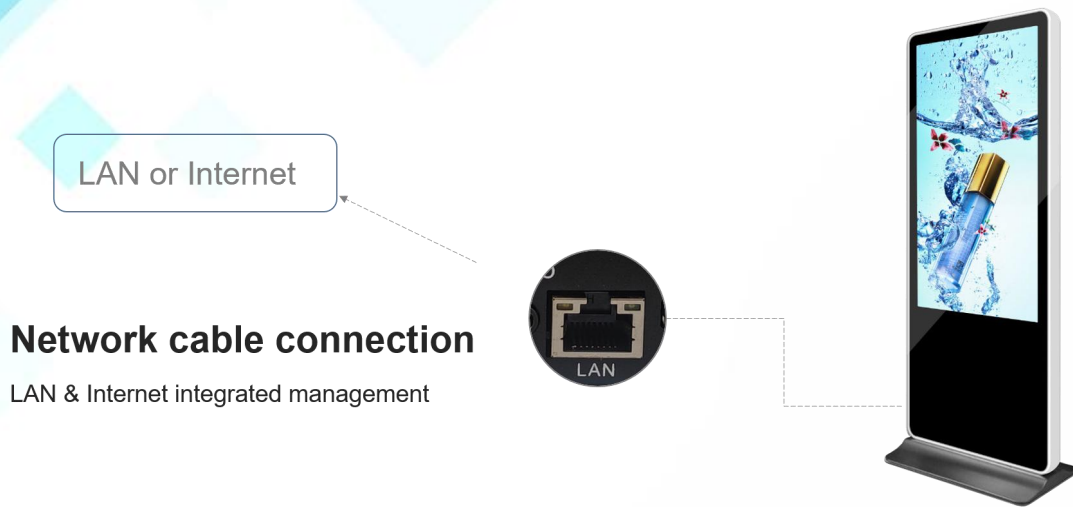 LAN or Internet
Network cable connection
LAN & Internet integrated management
LAN